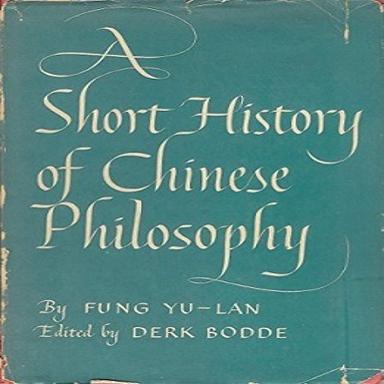 A
Short History
of Chinese
Philosophy
By FUNG YU-LAN
Edited by DERK BODDE